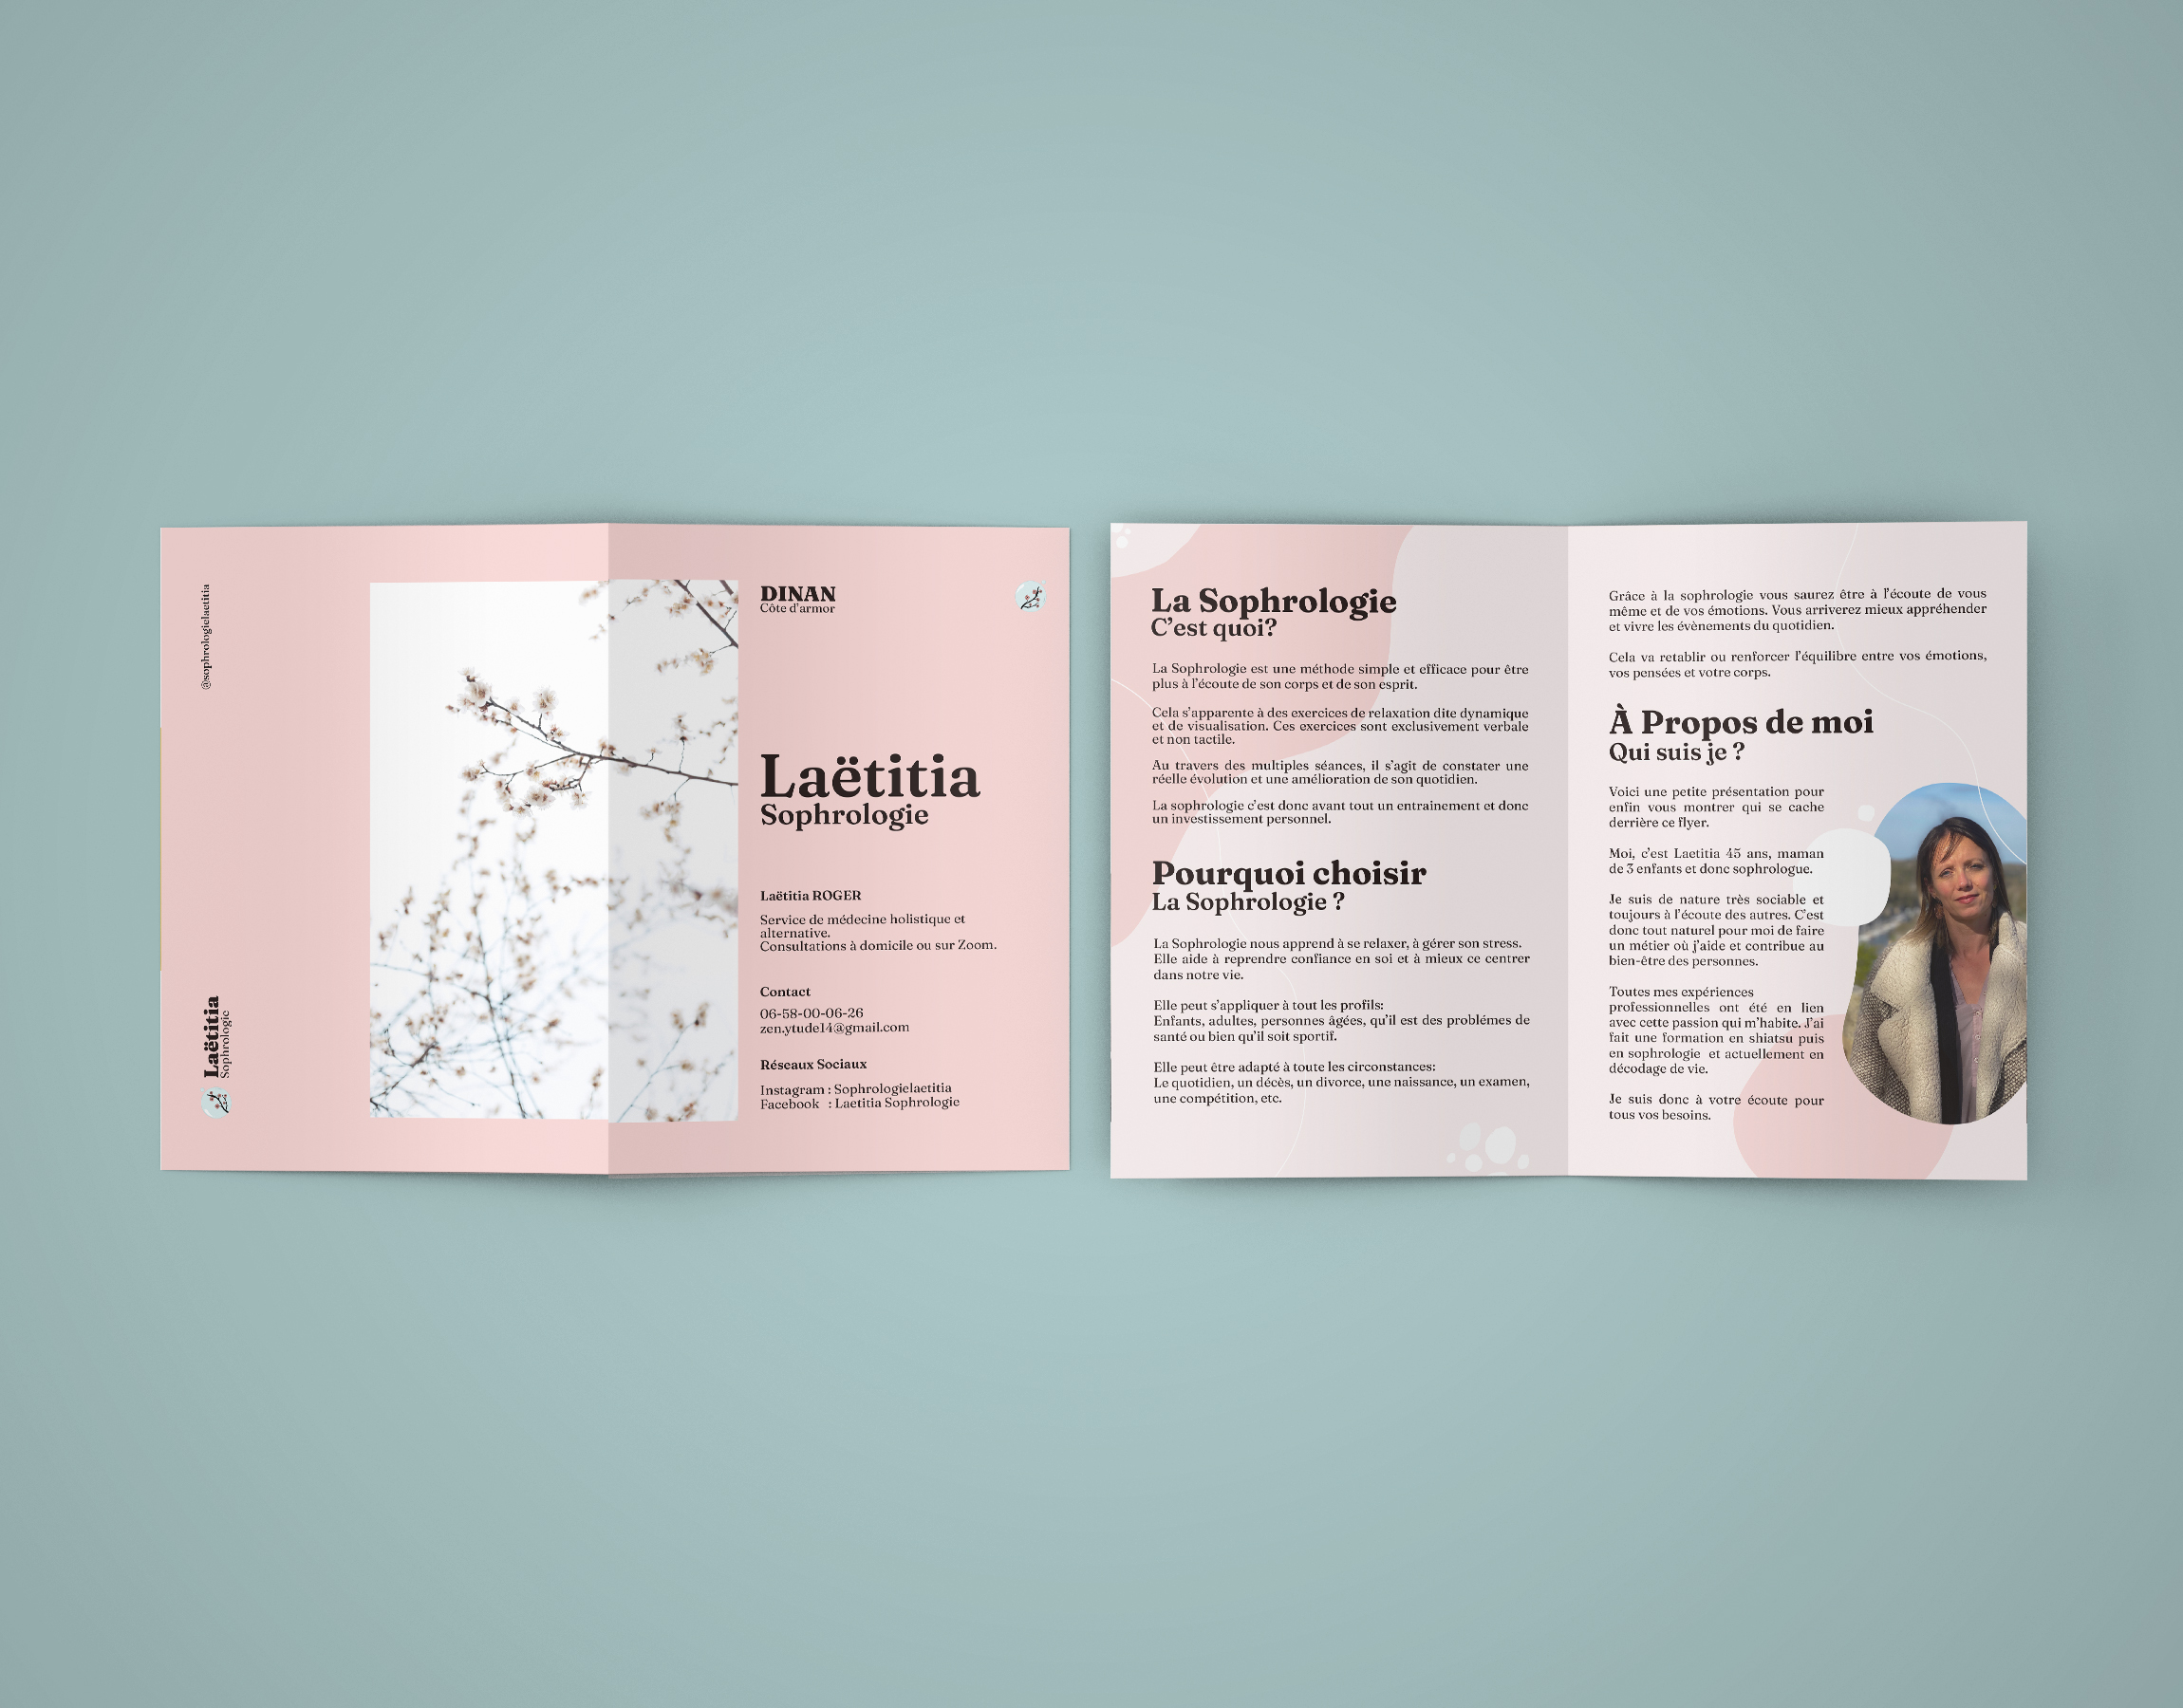 @sophrologielaetitia
Laëtitia
Sophrologie
DINAN
Côte d'armor
Laëtitia
Sophrologie
Laëtitia ROGER
Service de médecine holistique et
alternative.
Consultations à domicile ou sur Zoom.
Contact
06-58-00-06-26
zen.ytude14@gmail.com
Réseaux Sociaux
Instagram : Sophrologielaetitia
Facebook : Laetitia Sophrologie
La Sophrologie
C'est quoi?
La Sophrologie est une méthode simple et efficace pour être
plus à l'écoute de son corps et de son esprit.
Cela s'apparente à des exercices de relaxation dite dynamique
et de visualisation. Ces exercices sont exclusivement verbale
et non tactile.
Au travers des multiples séances, il s'agit de constater une
réelle évolution et une amélioration de son quotidien.
La sophrologie c'est donc avant tout un entrainement et donc
un investissement personnel.
Pourquoi choisir
La Sophrologie ?
La Sophrologie nous apprend à se relaxer, à gérer son stress.
Elle aide à reprendre confiance en soi et à mieux ce centrer
dans notre vie.
Elle peut s'appliquer à tout les profils:
Enfants, adultes, personnes âgées, qu'il est des problémes de
santé ou bien qu'il soit sportif.
Elle peut être adapté à toute les circonstances:
Le quotidien, un décès, un divorce, une naissance, un examen,
une compétition, etc.
Grâce à la sophrologie vous saurez être à l'écoute de vous
même et de vos émotions. Vous arriverez mieux appréhender
et vivre les évènements du quotidien.
Cela va retablir ou renforcer l'équilibre entre vos émotions,
vos pensées et votre corps.
À Propos de moi
Qui suis je ?
Voici une petite présentation pour
enfin vous montrer qui se cache
derrière ce flyer.
Moi, c'est Laetitia 45 ans, maman
de 3 enfants et donc sophrologue.
Je suis de nature très sociable et
toujours à l'écoute des autres. C'est
donc tout naturel pour moi de faire
un métier où j'aide et contribue au
bien-être des personnes.
Toutes mes expériences
professionnelles ont été en lien
avec cette passion qui m'habite. J'ai
fait une formation en shiatsu puis
en sophrologie et actuellement en
décodage de vie.
Je suis donc à votre écoute pour
tous vos besoins.